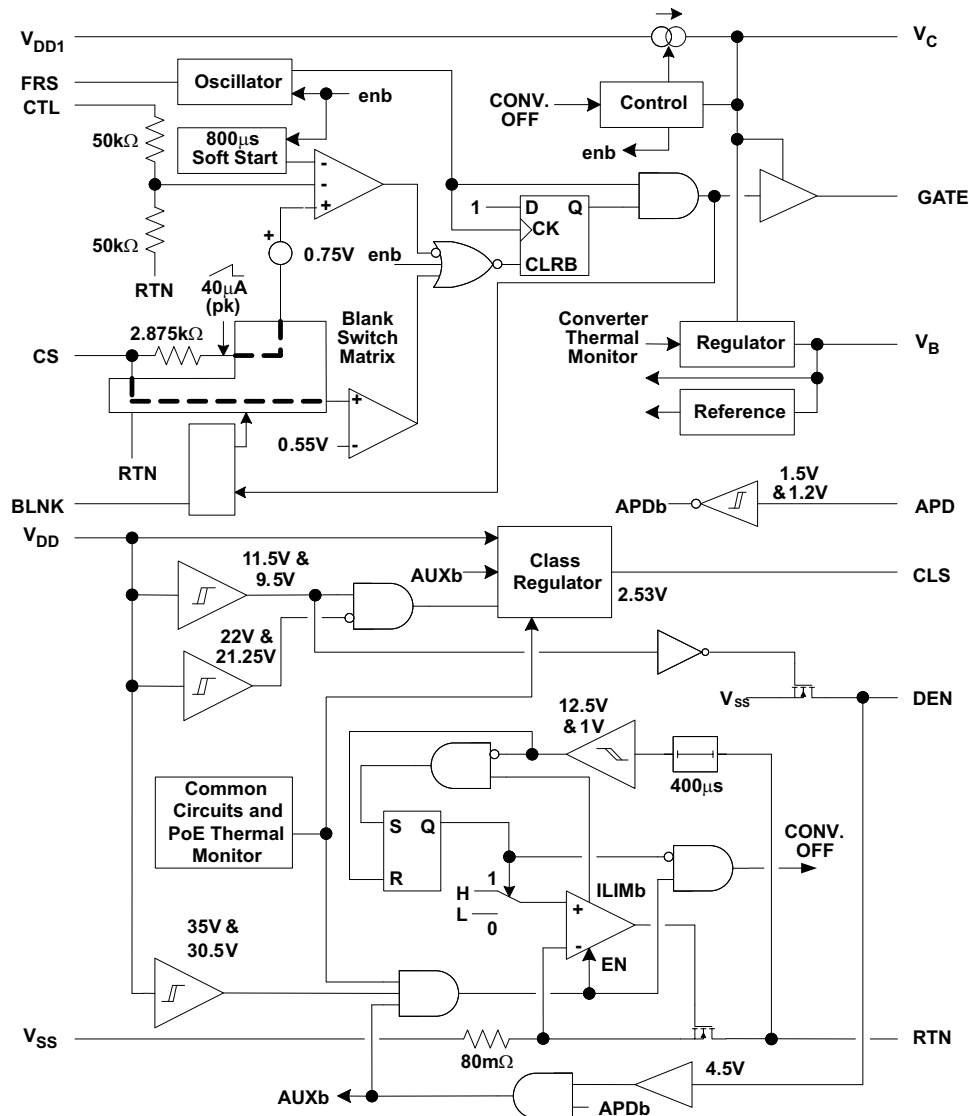 VDD1
VC
FRS
Oscillator
CTL
enb
CONV.
OFF
Control
50kΩ
800μs
Soft Start
enb
-
-
+
1
D
Q
CK
CLRB
GATE
50kΩ
+
0.75V
enb
RTN
40μA
(pk)
2.875kΩ
Blank
Switch
Matrix
Converter
Thermal
Monitor
Regulator
VB
CS
Reference
+
-
0.55V
RTN
BLNK
1.5V
& 1.2V
APDb
APD
VDD
11.5V &
9.5V
AUXb
Class
Regulator
2.53V
CLS
22V &
21.25V
VSS
DEN
12.5V
& 1V
400μs
Common
Circuits and
PoE Thermal
Monitor
S
Q
R
CONV.
OFF
H
1
L
0
ILIMb
+
-
EN
35V &
30.5V
VSS
80mΩ
RTN
4.5V
AUXb
APDb